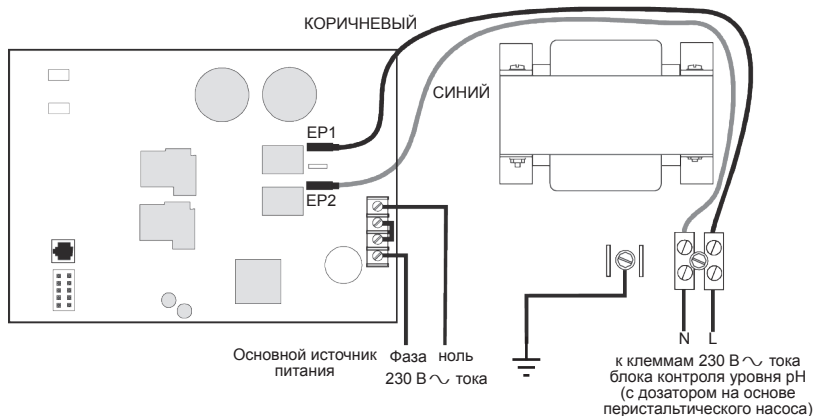 КОРИЧНЕВЫЙ
СИНИЙ
EP1
EP2
N L
Основной источник питания
Фаза ноль
230 В ~ тока
к клеммам 230 В ~ тока
блока контроля уровня pH
(с дозатором на основе
перистальтического насоса)